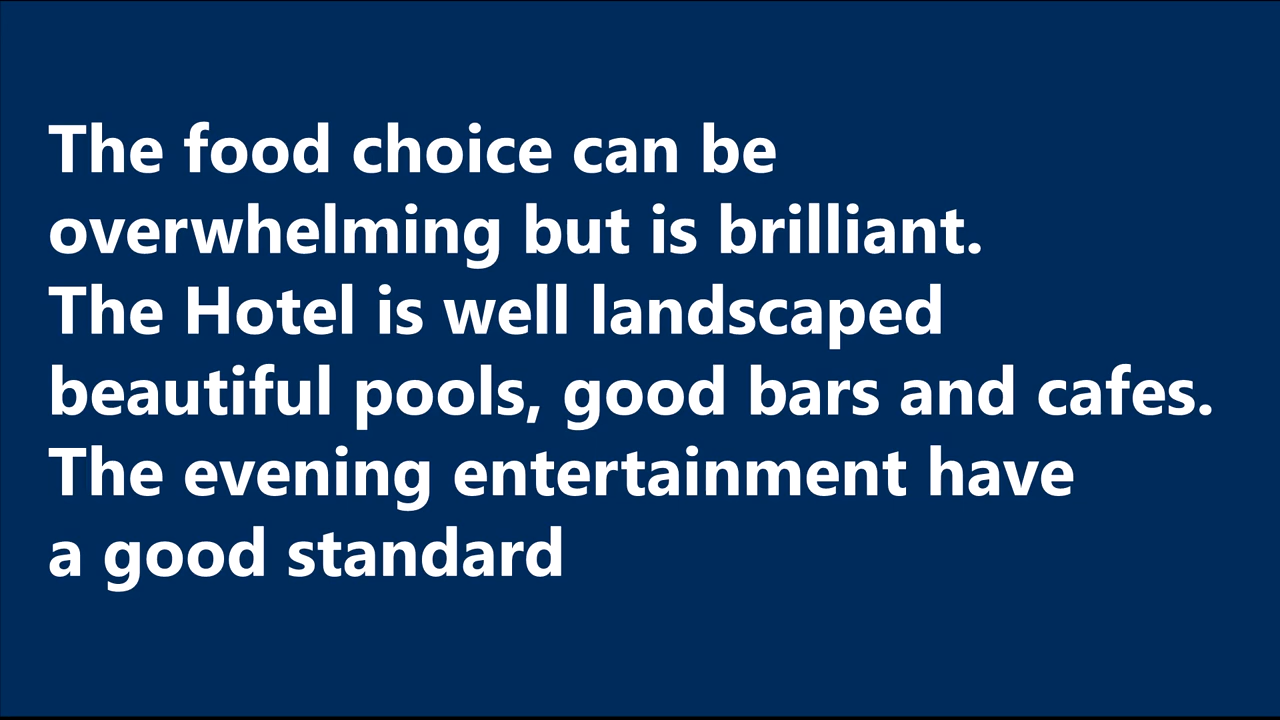 The food choice can be
overwhelming but is brilliant.
The Hotel is well landscaped
beautiful pools, good bars and cafes.
The evening entertainment have
a good standard